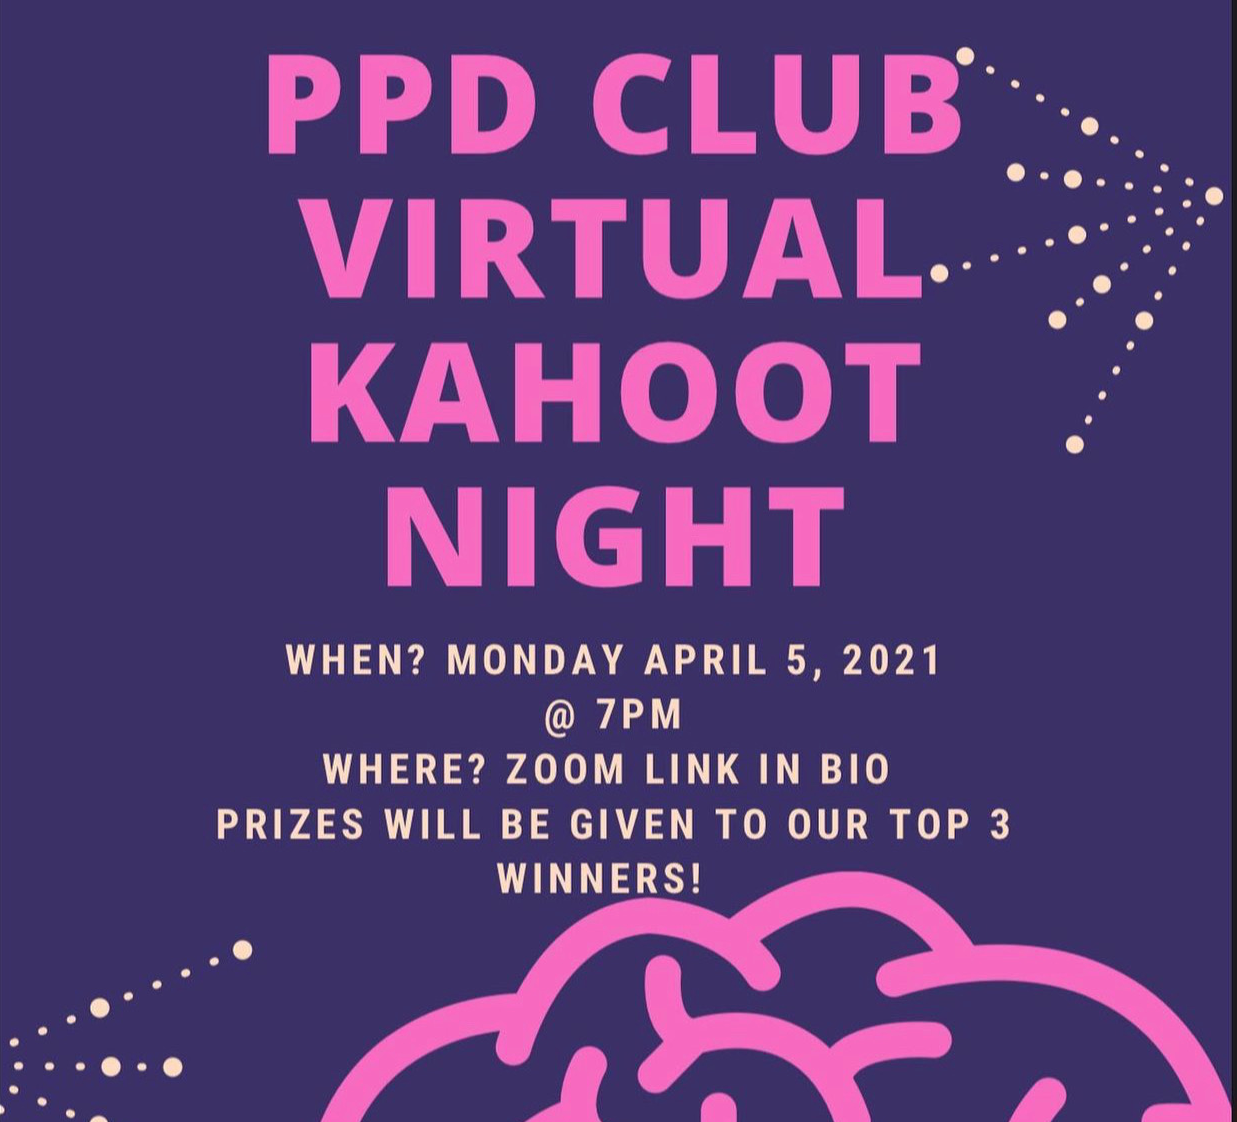 PPD CLUB
VIRTUAL
KAHOOT
NIGHT
WHEN? MONDAY APRIL 5, 2021
@ 7PM
WHERE? ZOOM LINK IN BIO
PRIZES WILL BE GIVEN TO OUR TOP 3
WINNERS!